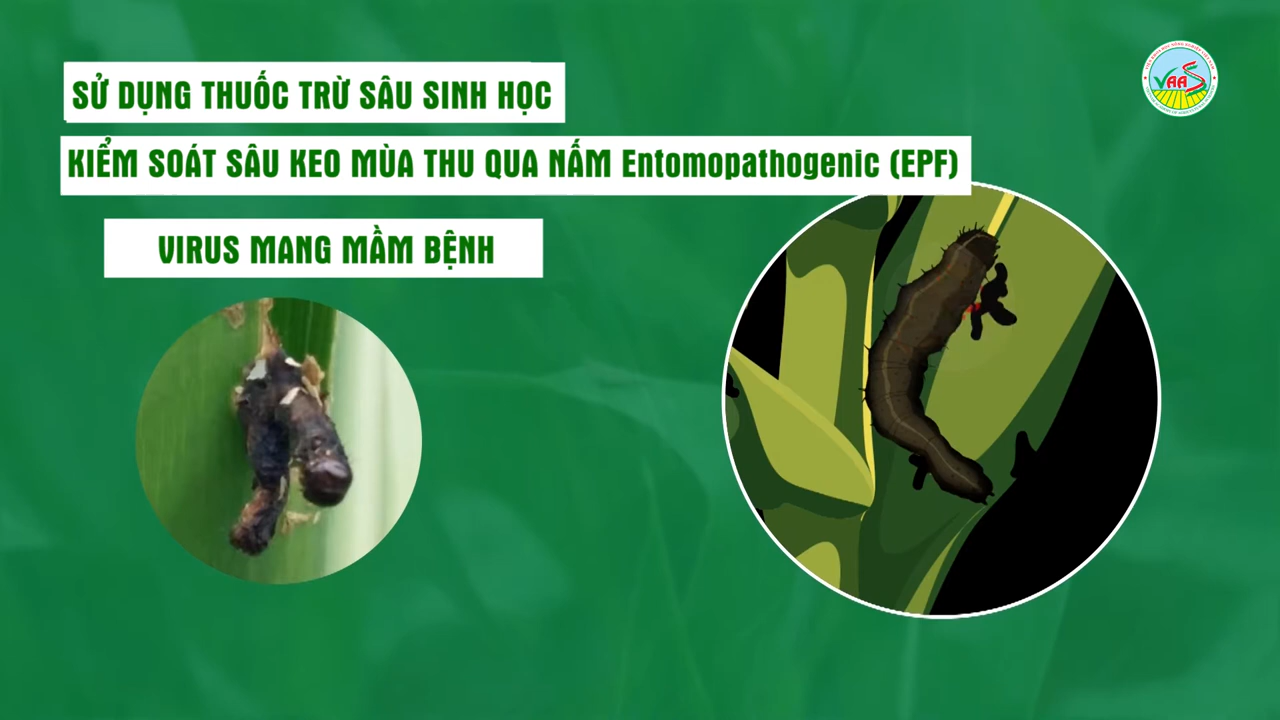 SỬ DỤNG THUỐC TRỪ SÂU SINH HỌC
KIỂM SOÁT SÂU KEO MÙA THU QUA NẤM Entomopathogenic (EPF)
VIRUS MANG MẦM BỆNH
VAAS